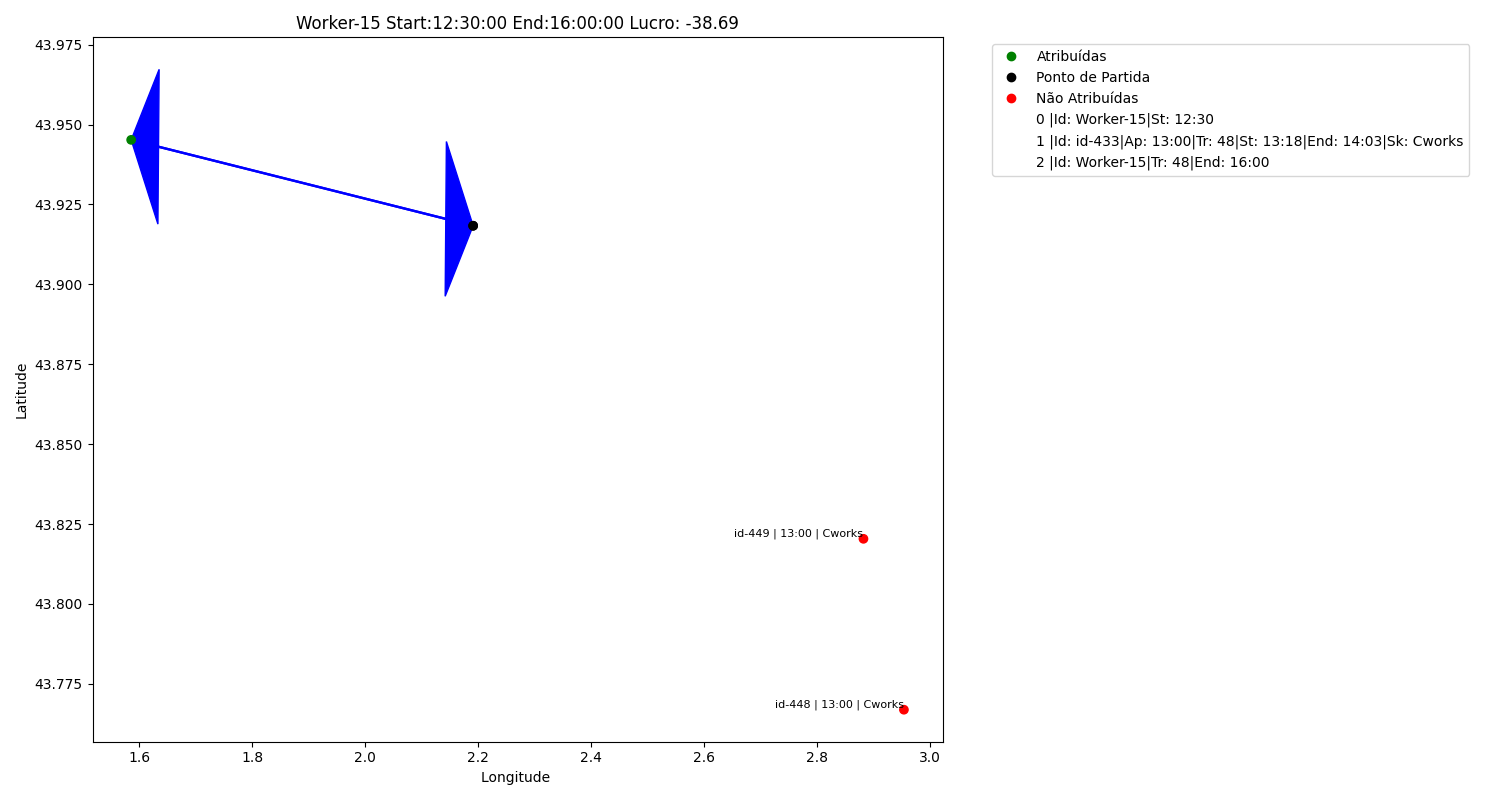 Worker-15 Start:12:30:00 End:16:00:00 Lucro: -38.69
43.975
43.950
43.925
43.900
43.875
43.850
43.825
43.800
43.775
Latitude
id-449 | 13:00 | Cworks
id-448 | 13:00 | Cworks
1.6
1.8
2.0
2.2
2.4
2.6
2.8
3.0
Longitude
Atribuídas
Ponto de Partida
Não Atribuídas
0 |Id: Worker-15|St: 12:30
1 |Id: id-433|Ap: 13:00|Tr: 48|St: 13:18|End: 14:03|Sk: Cworks
2 |Id: Worker-15|Tr: 48|End: 16:00